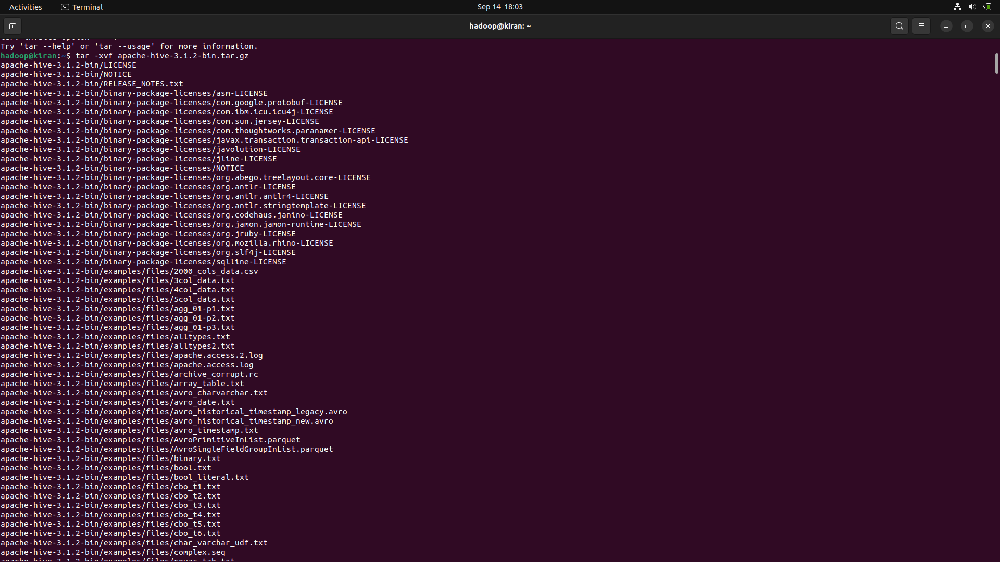 Activities
Terminal
Sep 14 18:03
hadoop@kiran: ~
Try 'tar --help' or 'tar --usage' for more information.
hadoop@kiran:~$ tar -xvf apache-hive-3.1.2-bin.tar.gz
apache-hive-3.1.2-bin/LICENSE
apache-hive-3.1.2-bin/NOTICE
apache-hive-3.1.2-bin/RELEASE_NOTES.txt
apache-hive-3.1.2-bin/binary-package-licenses/asm-LICENSE
apache-hive-3.1.2-bin/binary-package-licenses/com.google.protobuf-LICENSE
apache-hive-3.1.2-bin/binary-package-licenses/com.ibm.icu.icu4j-LICENSE
apache-hive-3.1.2-bin/binary-package-licenses/com.sun.jersey-LICENSE
apache-hive-3.1.2-bin/binary-package-licenses/com.thoughtworks.paranamer-LICENSE
apache-hive-3.1.2-bin/binary-package-licenses/javax.transaction.transaction-api-LICENSE
apache-hive-3.1.2-bin/binary-package-licenses/javolution-LICENSE
apache-hive-3.1.2-bin/binary-package-licenses/jline-LICENSE
apache-hive-3.1.2-bin/binary-package-licenses/NOTICE
apache-hive-3.1.2-bin/binary-package-licenses/org.abego.treelayout.core-LICENSE
apache-hive-3.1.2-bin/binary-package-licenses/org.antlr-LICENSE
apache-hive-3.1.2-bin/binary-package-licenses/org.antlr.antlr4-LICENSE
apache-hive-3.1.2-bin/binary-package-licenses/org.antlr.stringtemplate-LICENSE
apache-hive-3.1.2-bin/binary-package-licenses/org.codehaus.janino-LICENSE
apache-hive-3.1.2-bin/binary-package-licenses/org.jamon.jamon-runtime-LICENSE
apache-hive-3.1.2-bin/binary-package-licenses/org.jruby-LICENSE
apache-hive-3.1.2-bin/binary-package-licenses/org.mozilla.rhino-LICENSE
apache-hive-3.1.2-bin/binary-package-licenses/org.slf4j-LICENSE
apache-hive-3.1.2-bin/binary-package-licenses/sqlline-LICENSE
apache-hive-3.1.2-bin/examples/files/2000_cols_data.csv
apache-hive-3.1.2-bin/examples/files/3col_data.txt
apache-hive-3.1.2-bin/examples/files/4col_data.txt
apache-hive-3.1.2-bin/examples/files/5col_data.txt
apache-hive-3.1.2-bin/examples/files/agg_01-p1.txt
apache-hive-3.1.2-bin/examples/files/agg_01-p2.txt
apache-hive-3.1.2-bin/examples/files/agg_01-p3.txt
apache-hive-3.1.2-bin/examples/files/alltypes.txt
apache-hive-3.1.2-bin/examples/files/alltypes2.txt
apache-hive-3.1.2-bin/examples/files/apache.access.2.log
apache-hive-3.1.2-bin/examples/files/apache.access.log
apache-hive-3.1.2-bin/examples/files/archive_corrupt.rc
apache-hive-3.1.2-bin/examples/files/array_table.txt
apache-hive-3.1.2-bin/examples/files/avro_charvarchar.txt
apache-hive-3.1.2-bin/examples/files/avro_date.txt
apache-hive-3.1.2-bin/examples/files/avro_historical_timestamp_legacy.avro
apache-hive-3.1.2-bin/examples/files/avro_historical_timestamp_new.avro
apache-hive-3.1.2-bin/examples/files/avro_timestamp.txt
apache-hive-3.1.2-bin/examples/files/AvroPrimitiveInList.parquet
apache-hive-3.1.2-bin/examples/files/AvroSingleFieldGroupInList.parquet
apache-hive-3.1.2-bin/examples/files/binary.txt
apache-hive-3.1.2-bin/examples/files/bool.txt
apache-hive-3.1.2-bin/examples/files/bool_literal.txt
apache-hive-3.1.2-bin/examples/files/cbo_t1.txt
apache-hive-3.1.2-bin/examples/files/cbo_t2.txt
apache-hive-3.1.2-bin/examples/files/cbo_t3.txt
apache-hive-3.1.2-bin/examples/files/cbo_t4.txt
apache-hive-3.1.2-bin/examples/files/cbo_t5.txt
apache-hive-3.1.2-bin/examples/files/cbo_t6.txt
apache-hive-3.1.2-bin/examples/files/char_varchar_udf.txt
apache-hive-3.1.2-bin/examples/files/complex.seq
apache-hive-3.1.2-bin/examples/files/covar_tab.txt